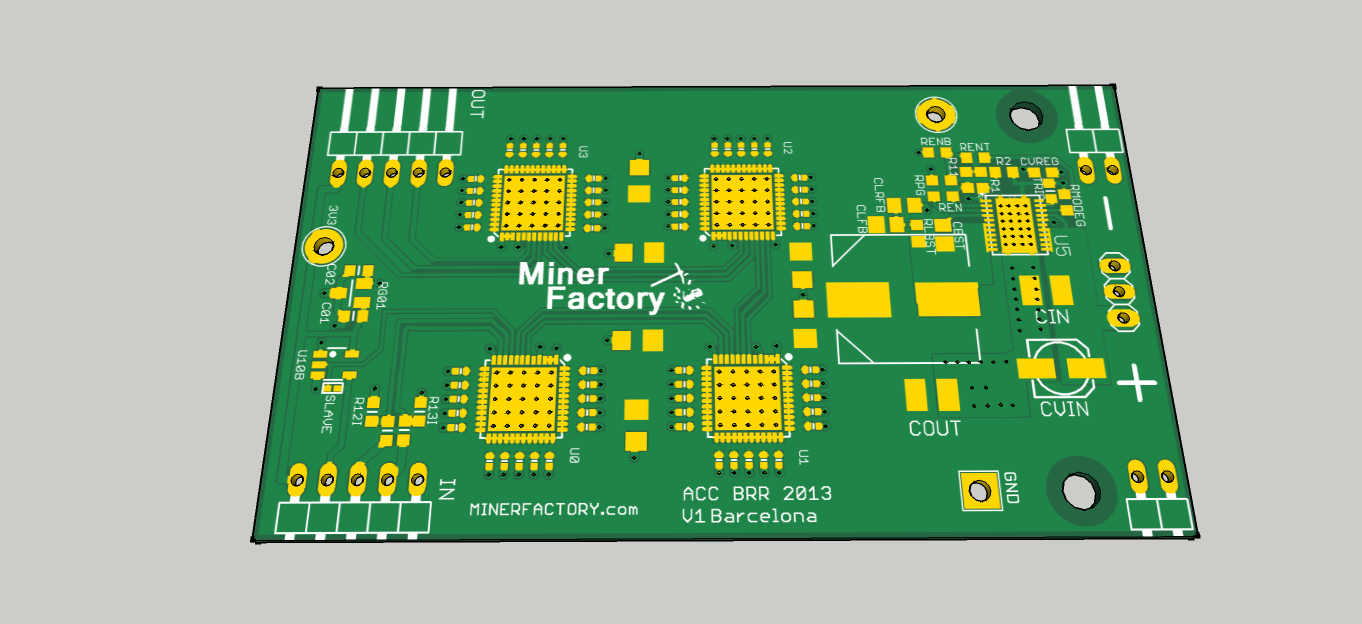 OUT
U3
U2
RENB
RENT
R11
R2
CVREG
R1
RMODEG
RPG
REN
CLRFB
CLFB
RLBST
CBST
U5
3V3
C02
RG01
C01
U10B
SLAVE
R12I
R13I
Miner
Factory
CIN
CVIN
COUT
U0
U1
IN
MINERFACTORY.com
ACC BRR 2013
V1 Barcelona
GND
+